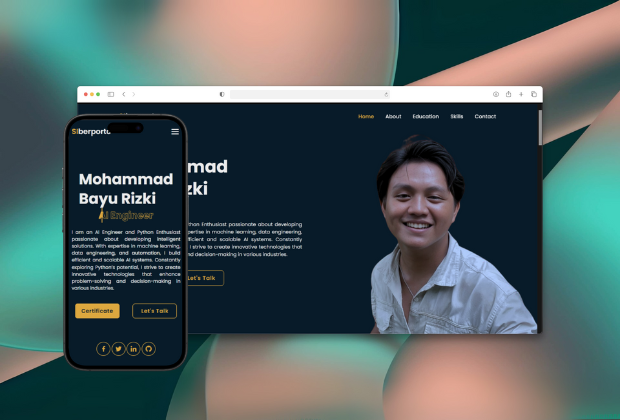 Home About Education Skills Contact
Siberporto
Mohammad
Bayu Rizki
AI Engineer
I am an AI Engineer and Python Enthusiast
passionate about developing intelligent
solutions. With expertise in machine learning,
data engineering, and automation, I build
efficient and scalable AI systems. Constantly
exploring Python's potential, I strive to create
innovative technologies that enhance
problem-solving and decision-making in
various industries.
Certificate Let's Talk
mad
zki
thon Enthusiast passionate about developing
pertise in machine learning, data engineering,
fficient and scalable AI systems. Constantly
I strive to create innovative technologies that
and decision-making in various industries.
Let's Talk